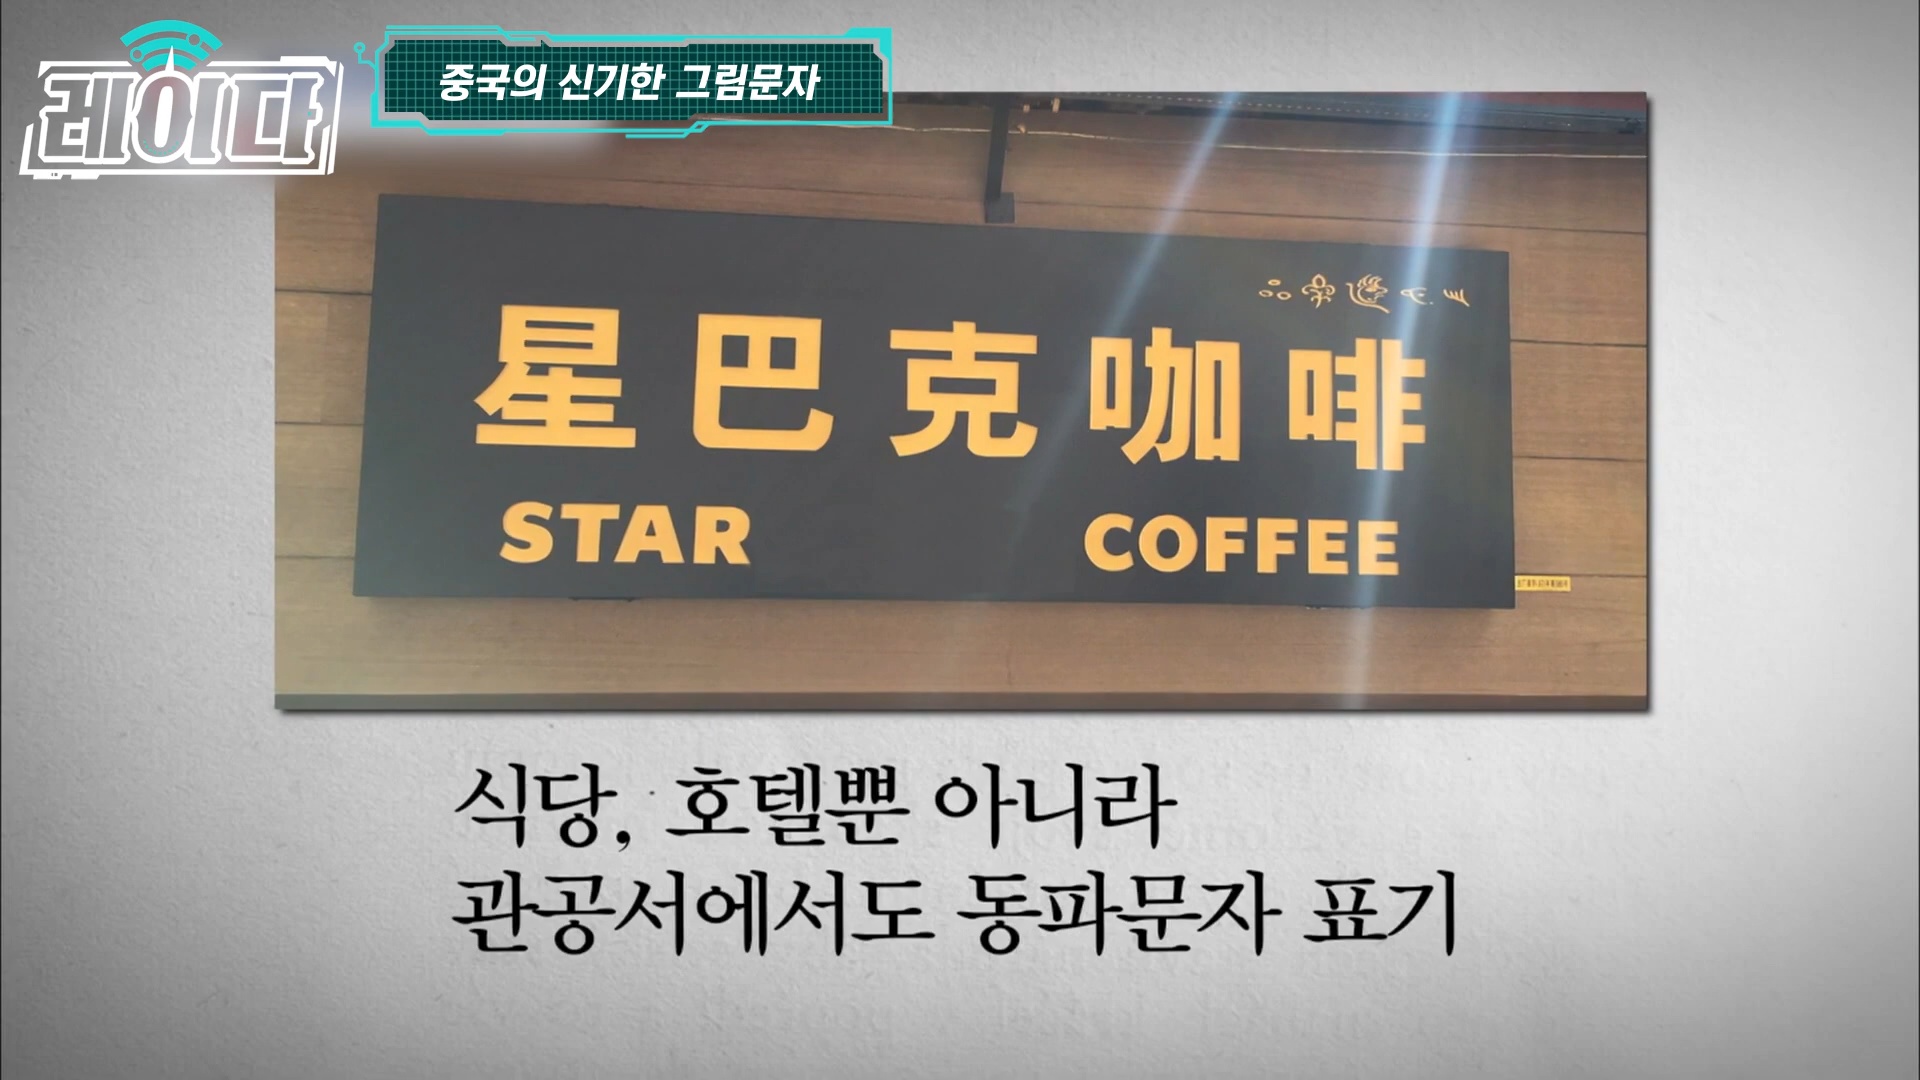 레이다
중국의 신기한 그림문자
星巴克咖啡
STAR COFFEE
식당, 호텔뿐 아니라
관공서에서도 동파문자 표기